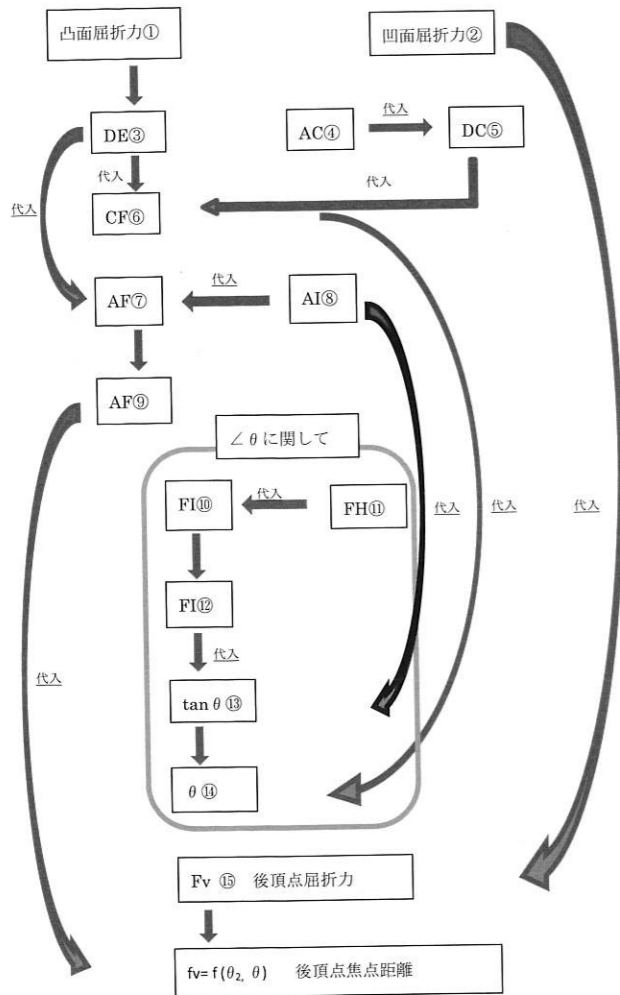 凸面屈折力①
凹面屈折力②
代入
DE③
AC④
DC⑤
代入
代入
代入
CF⑥
代入
AF⑦
AI⑧
AF⑨
∠θに関して
代入
FI⑩
FH⑪
代入
代入
代入
FI⑫
代入
代入
tanθ⑬
θ⑭
Fv ⑮ 後頂点屈折力
fv= f (θ₂, θ) 後頂点焦点距離